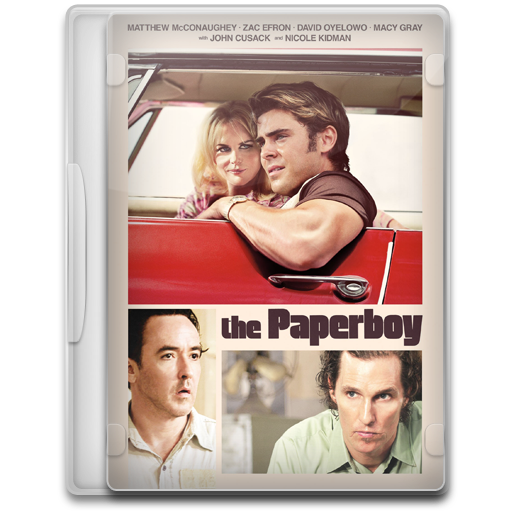 MATTHEW McCONAUGHEY · ZAC EFRON · DAVID OYELOWO · MACY GRAY
with JOHN CUSACK and NICOLE KIDMAN
the Paperboy